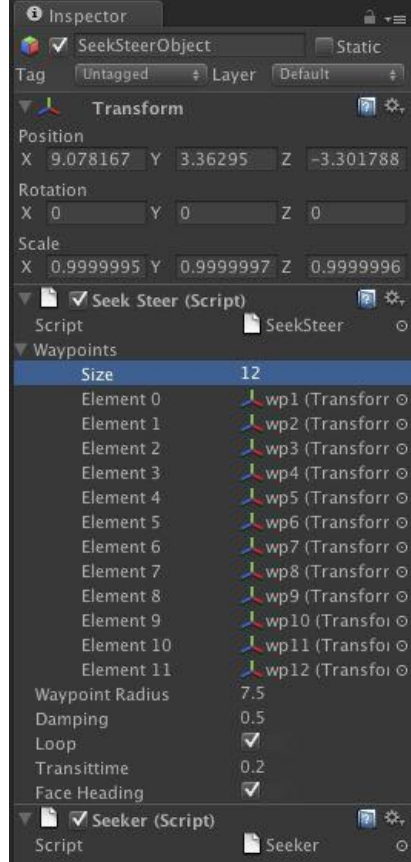 Inspector
SeekSteerObject Static
Tag Untagged Layer Default
Transform
Position
X 9.078167 Y 3.36295 Z -3.301788
Rotation
X 0 Y 0 Z 0
Scale
X 0.9999995 Y 0.9999997 Z 0.9999996
Seek Steer (Script)
Script SeekSteer
Waypoints
Size 12
Element 0 wp1 (Transforr
Element 1 wp2 (Transforr
Element 2 wp3 (Transforr
Element 3 wp4 (Transforr
Element 4 wp5 (Transforr
Element 5 wp6 (Transforr
Element 6 wp7 (Transforr
Element 7 wp8 (Transforr
Element 8 wp9 (Transforr
Element 9 wp10 (Transfoı
Element 10 wp11 (Transfoı
Element 11 wp12 (Transfoı
Waypoint Radius 7.5
Damping 0.5
Loop
Transittime 0.2
Face Heading
Seeker (Script)
Script Seeker